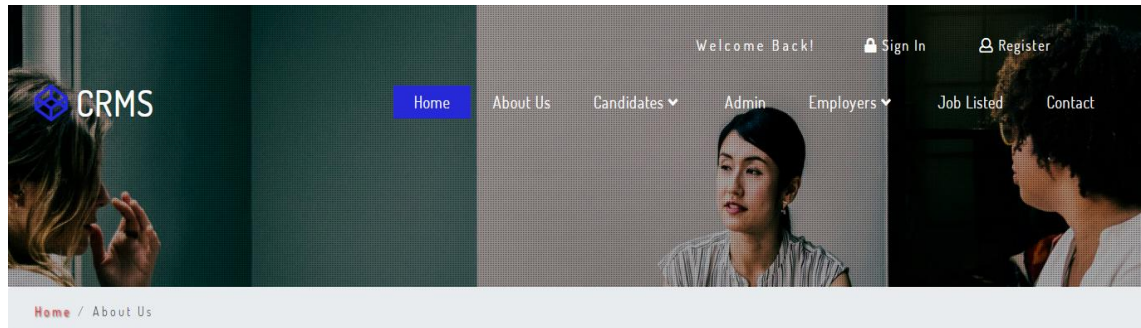 Welcome Back! Sign In Register
CRMS Home About Us Candidates Admin Employers Job Listed Contact
Home / About Us